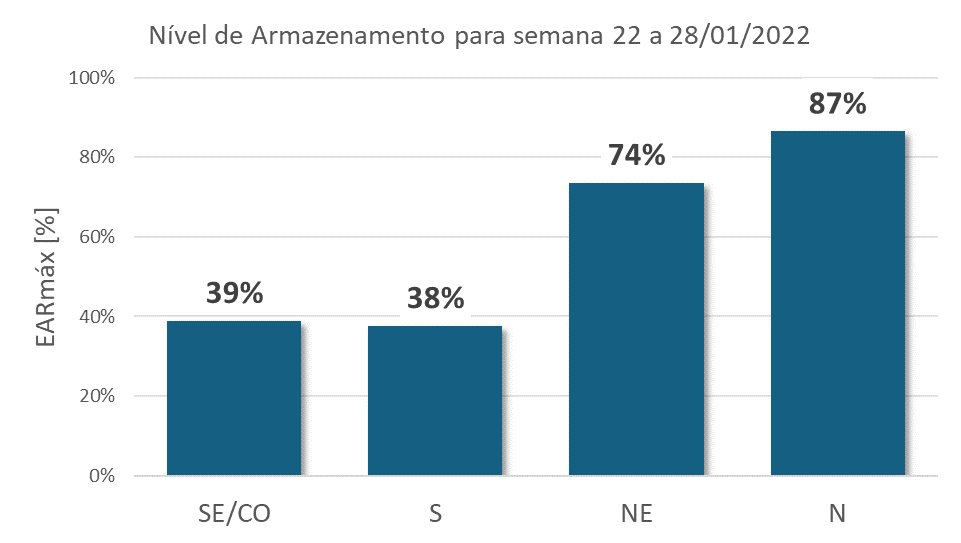 Nível de Armazenamento para semana 22 a 28/01/2022
EARmáx [%]
100%
80%
60%
40%
20%
0%
39%
38%
74%
87%
SE/CO
S
NE
N